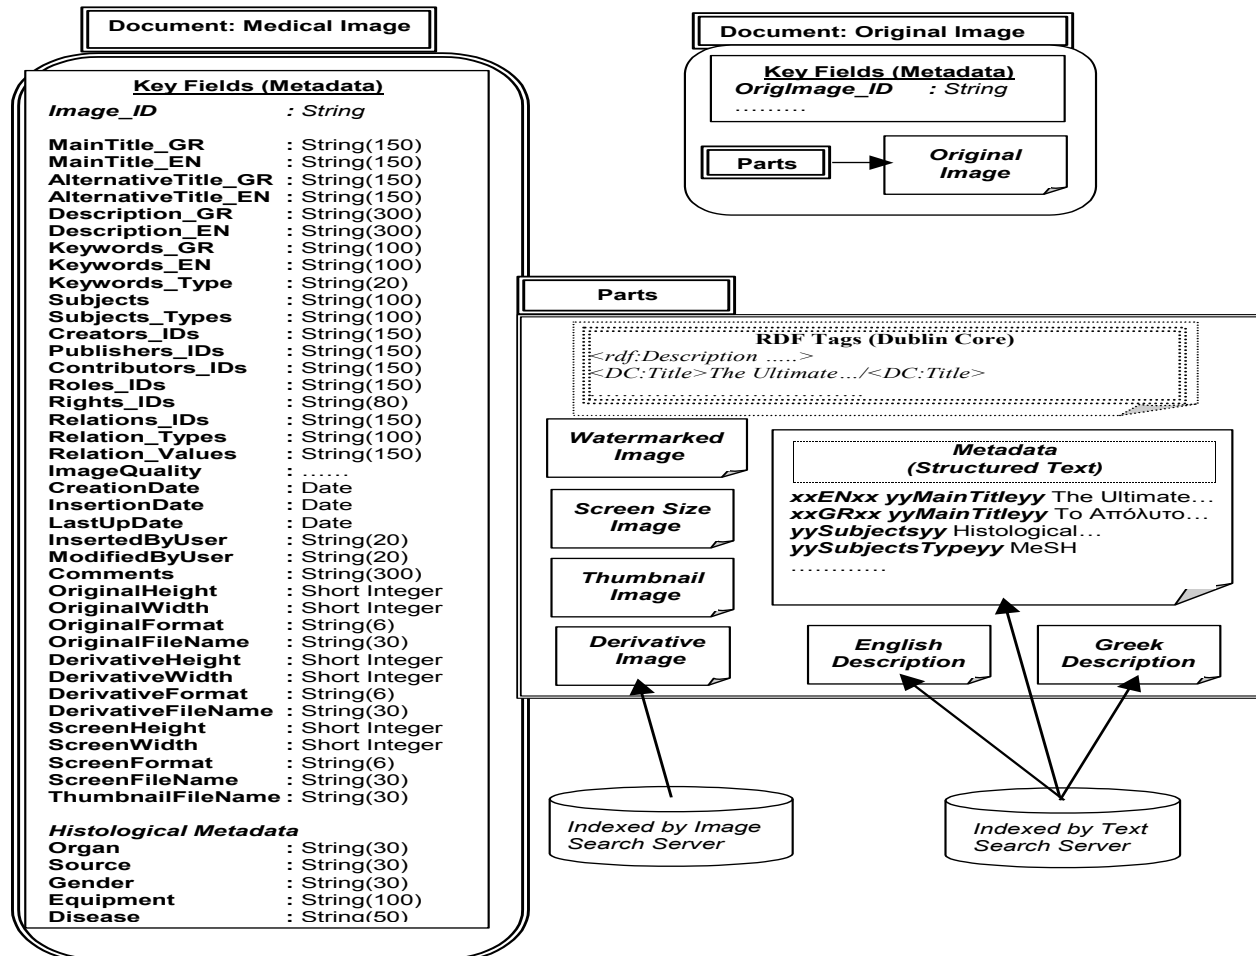 Document: Medical Image
Key Fields (Metadata)
Image_ID : String
MainTitle_GR : String(150)
MainTitle_EN : String(150)
AlternativeTitle_GR : String(150)
AlternativeTitle_EN : String(150)
Description_GR : String(300)
Description_EN : String(300)
Keywords_GR : String(100)
Keywords_EN : String(100)
Keywords_Type : String(20)
Subjects : String(100)
Subjects_Types : String(100)
Creators_IDs : String(150)
Publishers_IDs : String(150)
Contributors_IDs : String(150)
Roles_IDs : String(150)
Rights_IDs : String(80)
Relations_IDs : String(150)
Relation_Types : String(100)
Relation_Values : String(150)
ImageQuality : ......
CreationDate : Date
InsertionDate : Date
LastUpDate : Date
InsertedByUser : String(20)
ModifiedByUser : String(20)
Comments : String(300)
OriginalHeight : Short Integer
OriginalWidth : Short Integer
OriginalFormat : String(6)
OriginalFileName : String(30)
DerivativeHeight : Short Integer
DerivativeWidth : Short Integer
DerivativeFormat : String(6)
DerivativeFileName : String(30)
ScreenHeight : Short Integer
ScreenWidth : Short Integer
ScreenFormat : String(6)
ScreenFileName : String(30)
ThumbnailFileName : String(30)
Histological Metadata
Organ : String(30)
Source : String(30)
Gender : String(30)
Equipment : String(100)
Disease : String(50)
Document: Original Image
Key Fields (Metadata)
OrigImage_ID : String
………
Parts
Original
Image
Parts
RDF Tags (Dublin Core)
<rdf:Description …..>
<DC:Title>The Ultimate…/<DC:Title>
Watermarked
Image
Screen Size
Image
Thumbnail
Image
Derivative
Image
Metadata
(Structured Text)
xxENxx yyMainTitleyy The Ultimate…
xxGRxx yyMainTitleyy Το Απόλυτο…
yySubjectsyy Histological…
yySubjectsTypeyy MeSH
…………
English
Description
Greek
Description
Indexed by Image
Search Server
Indexed by Text
Search Server